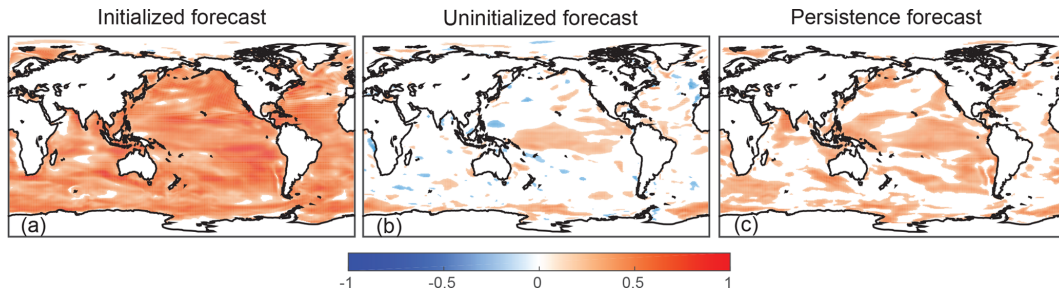 Initialized forecast
Uninitialized forecast
Persistence forecast
(a)
(b)
(c)
-1
-0.5
0
0.5
1